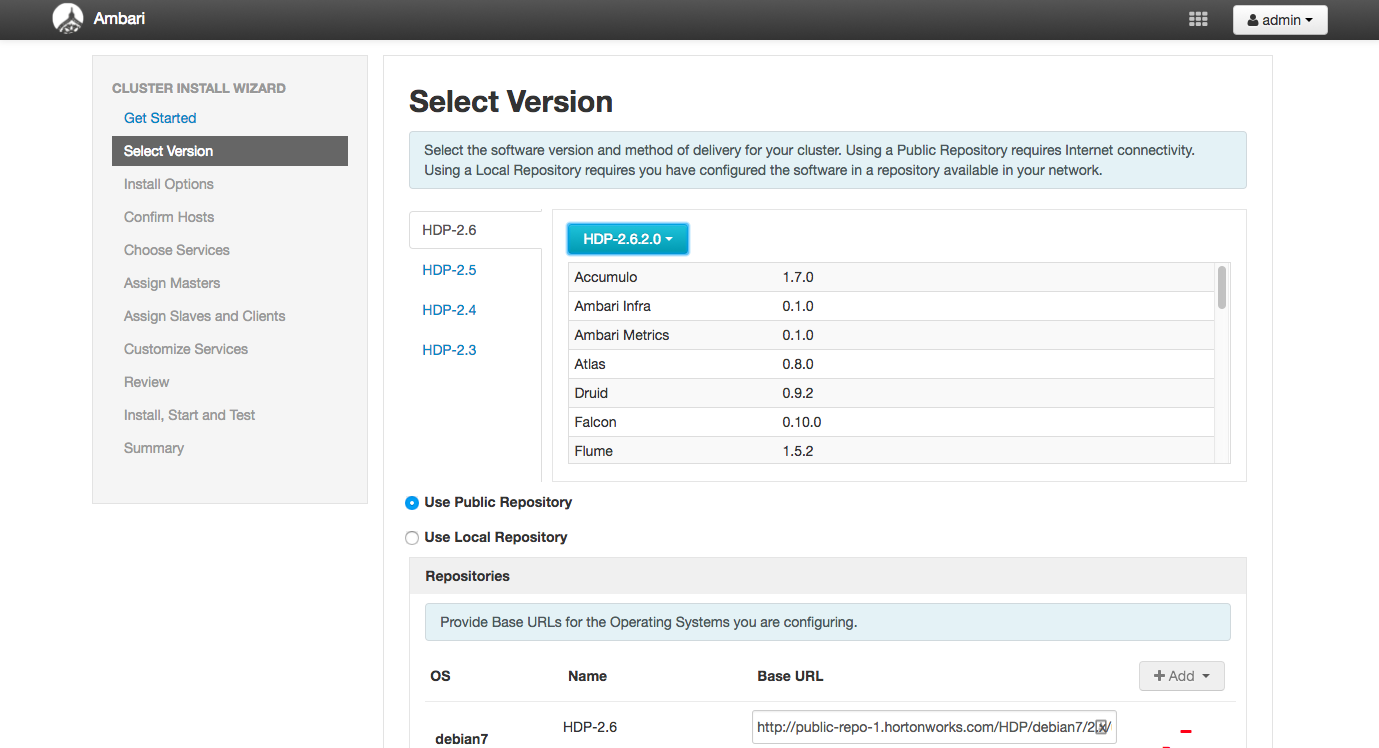 Ambari
admin
CLUSTER INSTALL WIZARD
Get Started
Select Version
Install Options
Confirm Hosts
Choose Services
Assign Masters
Assign Slaves and Clients
Customize Services
Review
Install, Start and Test
Summary
Select Version
Select the software version and method of delivery for your cluster. Using a Public Repository requires Internet connectivity.
Using a Local Repository requires you have configured the software in a repository available in your network.
HDP-2.6
HDP-2.5
HDP-2.4
HDP-2.3
HDP-2.6.2.0
Accumulo 1.7.0
Ambari Infra 0.1.0
Ambari Metrics 0.1.0
Atlas 0.8.0
Druid 0.9.2
Falcon 0.10.0
Flume 1.5.2
Use Public Repository
Use Local Repository
Repositories
Provide Base URLs for the Operating Systems you are configuring.
OS Name Base URL + Add
HDP-2.6 http://public-repo-1.hortonworks.com/HDP/debian7/2
debian7